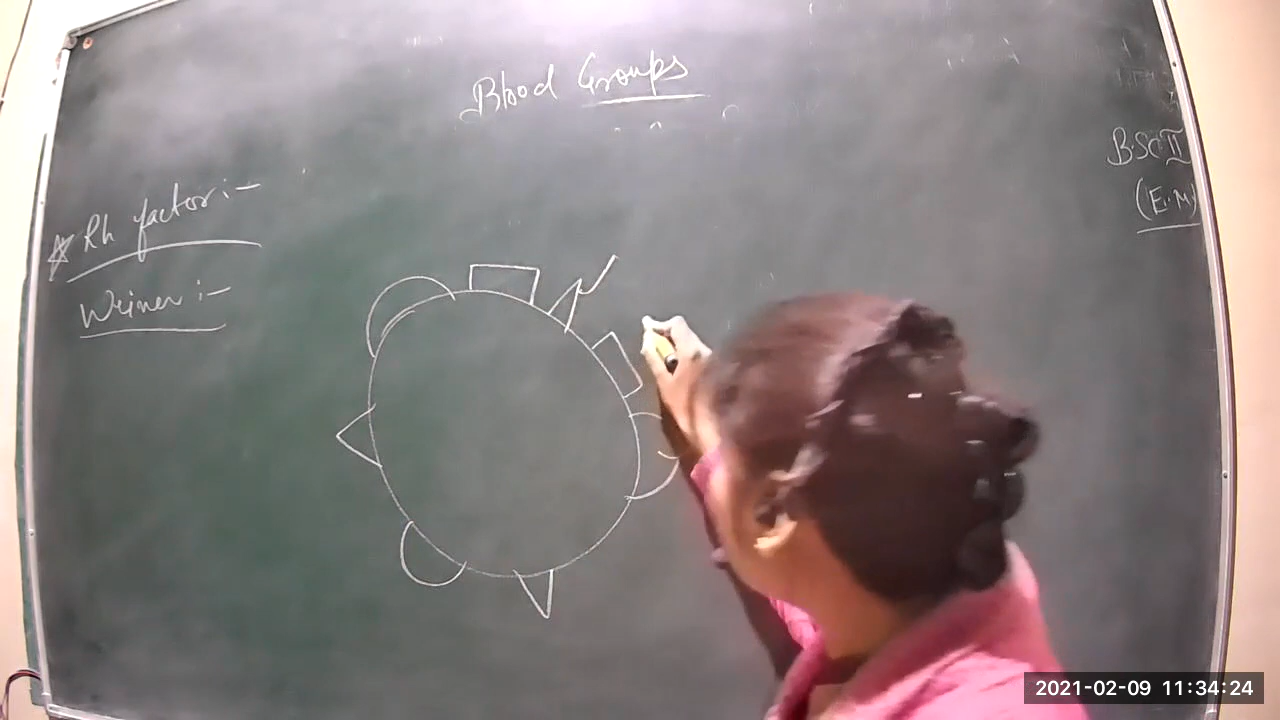 Blood Groups
B.Sc II
(E.M)
* Rh factor :-
Weiner :-
2021-02-09 11:34:24